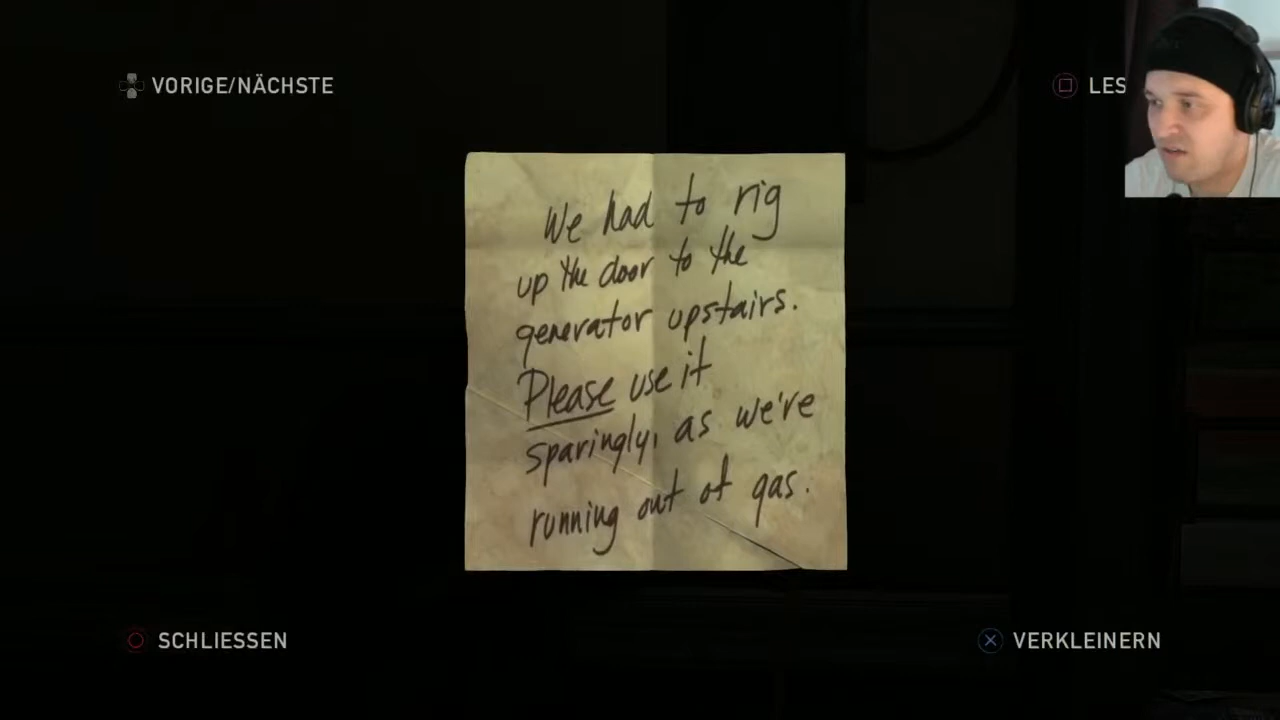 VORIGE/NÄCHSTE
LES
We had to rig
up the door to the
generator upstairs.
Please use it
sparingly, as we're
running out of gas.
SCHLIESSEN
VERKLEINERN